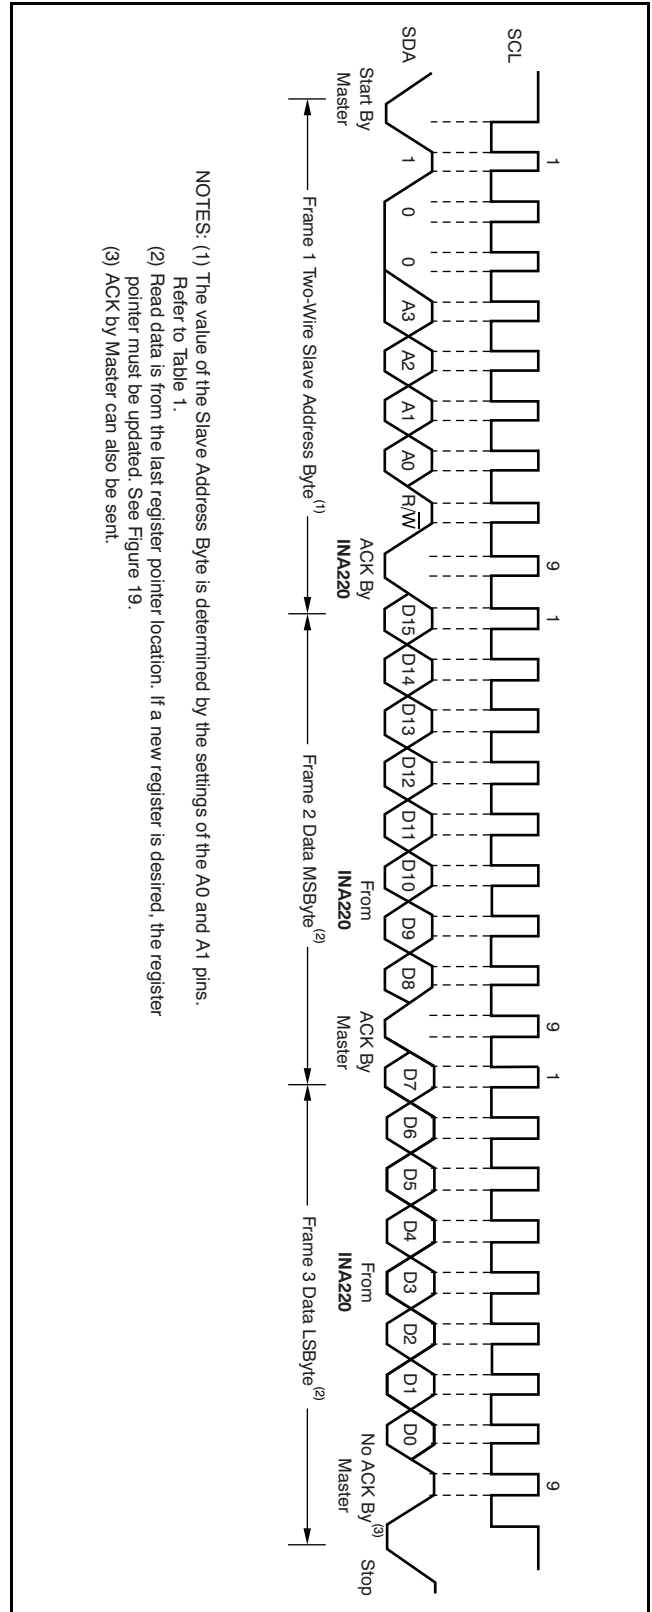 SCL
1
9
1
9
1
9
SDA
1
0
0
A3
A2
A1
A0
R/W
D15
D14
D13
D12
D11
D10
D9
D8
D7
D6
D5
D4
D3
D2
D1
D0
Start By
Master
ACK By
INA220
From
INA220
ACK By
Master
From
INA220
No ACK By(3)
Master
Stop
Frame 1 Two-Wire Slave Address Byte(1)
Frame 2 Data MSByte(2)
Frame 3 Data LSByte(2)
NOTES: (1) The value of the Slave Address Byte is determined by the settings of the A0 and A1 pins.
Refer to Table 1.
(2) Read data is from the last register pointer location. If a new register is desired, the register
pointer must be updated. See Figure 19.
(3) ACK by Master can also be sent.